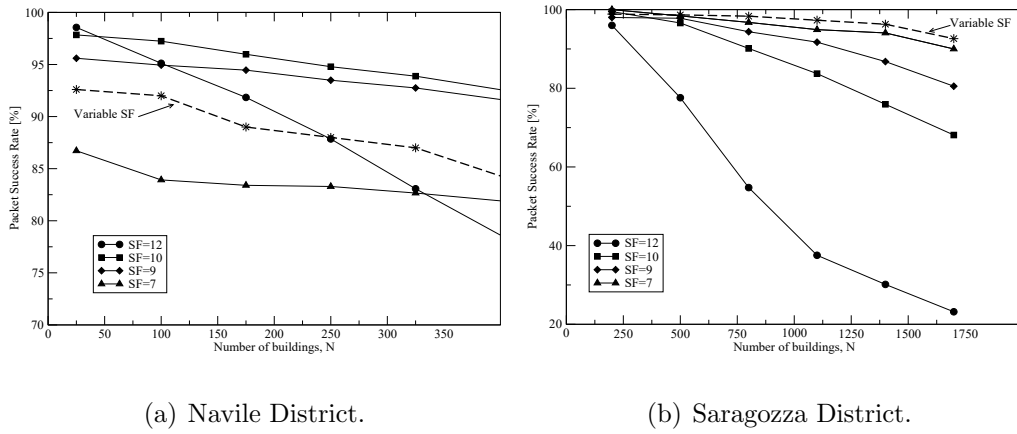 Packet Success Rate [%]
100
95
90
85
80
75
70
Variable SF
SF=12
SF=10
SF=9
SF=7
0 50 100 150 200 250 300 350
Number of buildings, N
(a) Navile District.
Packet Success Rate [%]
100
80
60
40
20
Variable SF
SF=12
SF=10
SF=9
SF=7
0 250 500 750 1000 1250 1500 1750
Number of buildings, N
(b) Saragozza District.